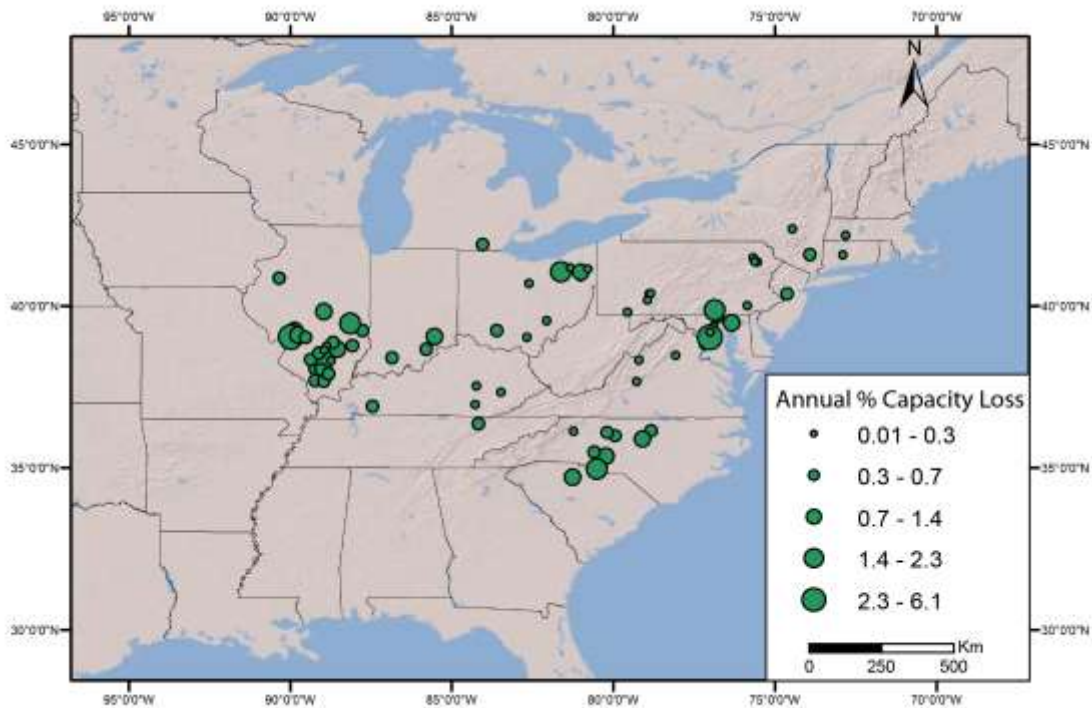 95°0'0"W 90°0'0"W 85°0'0"W 80°0'0"W 75°0'0"W 70°0'0"W
N
45°0'0"N 45°0'0"N
40°0'0"N 40°0'0"N
35°0'0"N 35°0'0"N
30°0'0"N 30°0'0"N
Annual % Capacity Loss
0.01 - 0.3
0.3 - 0.7
0.7 - 1.4
1.4 - 2.3
2.3 - 6.1
Km
0 250 500
95°0'0"W 90°0'0"W 85°0'0"W 80°0'0"W 75°0'0"W 70°0'0"W